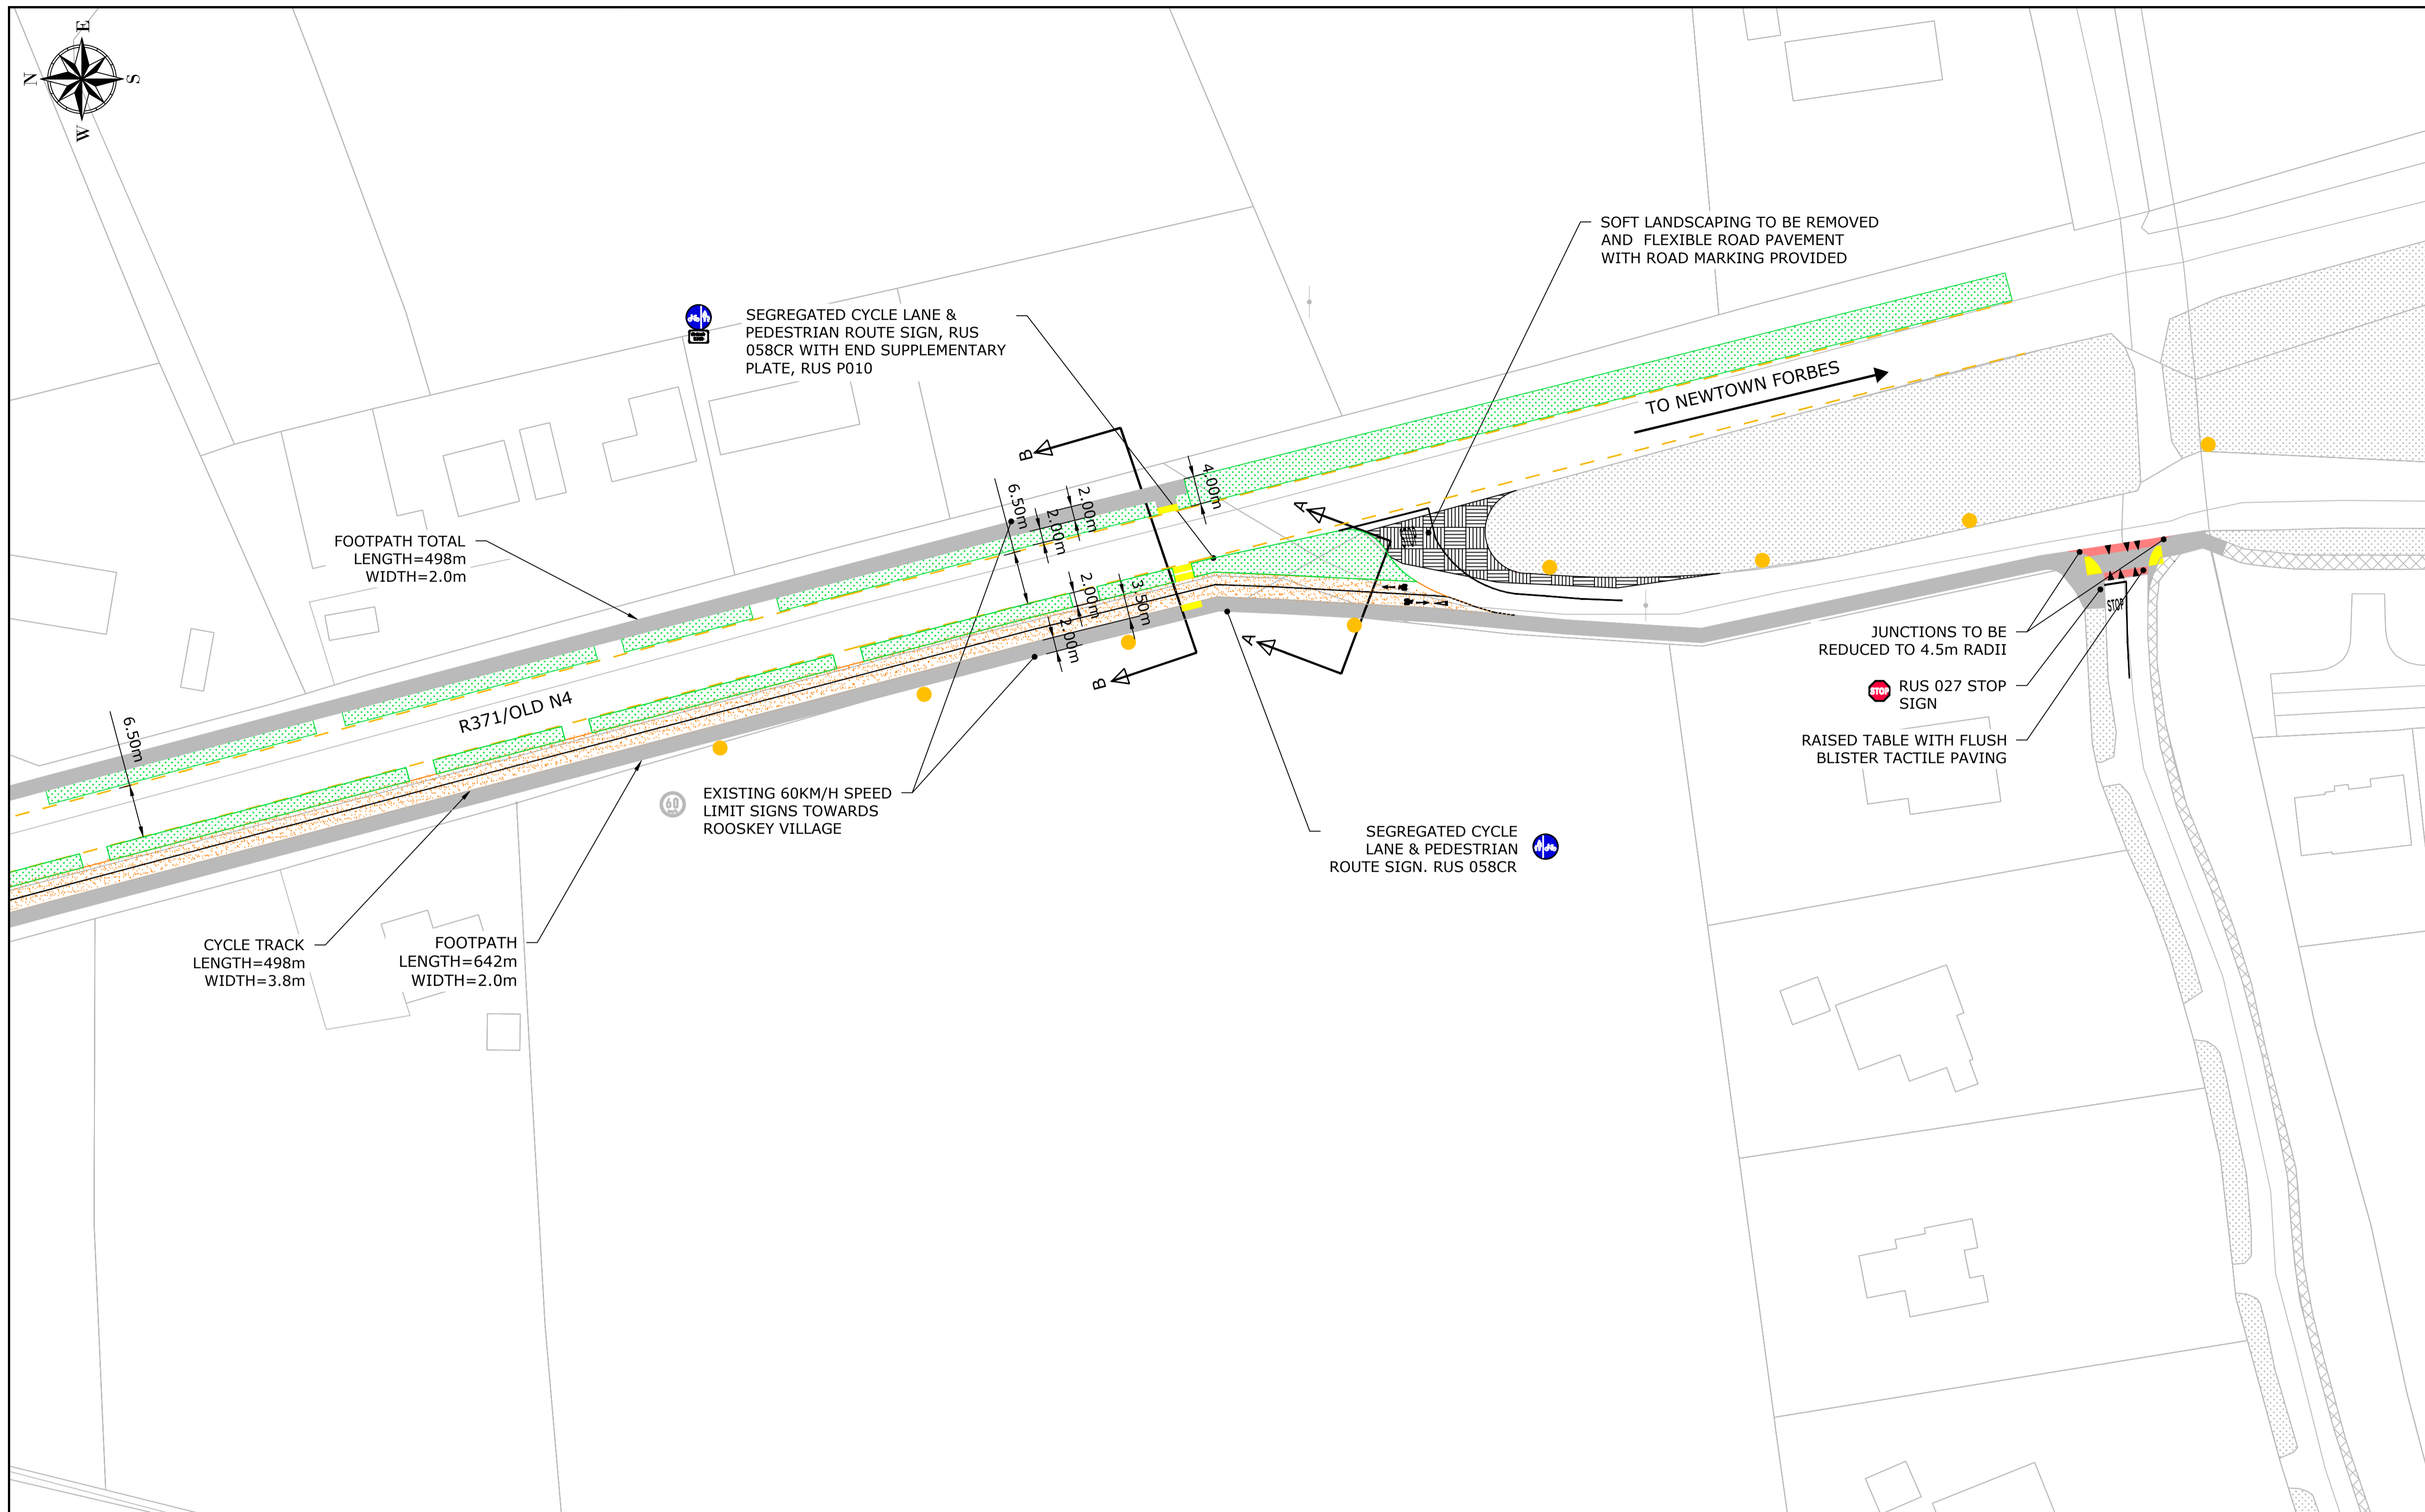 E
N
S
W
SOFT LANDSCAPING TO BE REMOVED
AND FLEXIBLE ROAD PAVEMENT
WITH ROAD MARKING PROVIDED
SEGREGATED CYCLE LANE &
PEDESTRIAN ROUTE SIGN, RUS
058CR WITH END SUPPLEMENTARY
PLATE, RUS P010
TO NEWTOWN FORBES
B
4.00m
6.50m
2.00m
2.00m
A
FOOTPATH TOTAL
LENGTH=498m
WIDTH=2.0m
2.00m
3.50m
2.00m
A
B
STOP
JUNCTIONS TO BE
REDUCED TO 4.5m RADII
STOP
RUS 027 STOP
SIGN
RAISED TABLE WITH FLUSH
BLISTER TACTILE PAVING
R371/OLD N4
6.50m
60
EXISTING 60KM/H SPEED
LIMIT SIGNS TOWARDS
ROOSKEY VILLAGE
SEGREGATED CYCLE
LANE & PEDESTRIAN
ROUTE SIGN. RUS 058CR
CYCLE TRACK
LENGTH=498m
WIDTH=3.8m
FOOTPATH
LENGTH=642m
WIDTH=2.0m